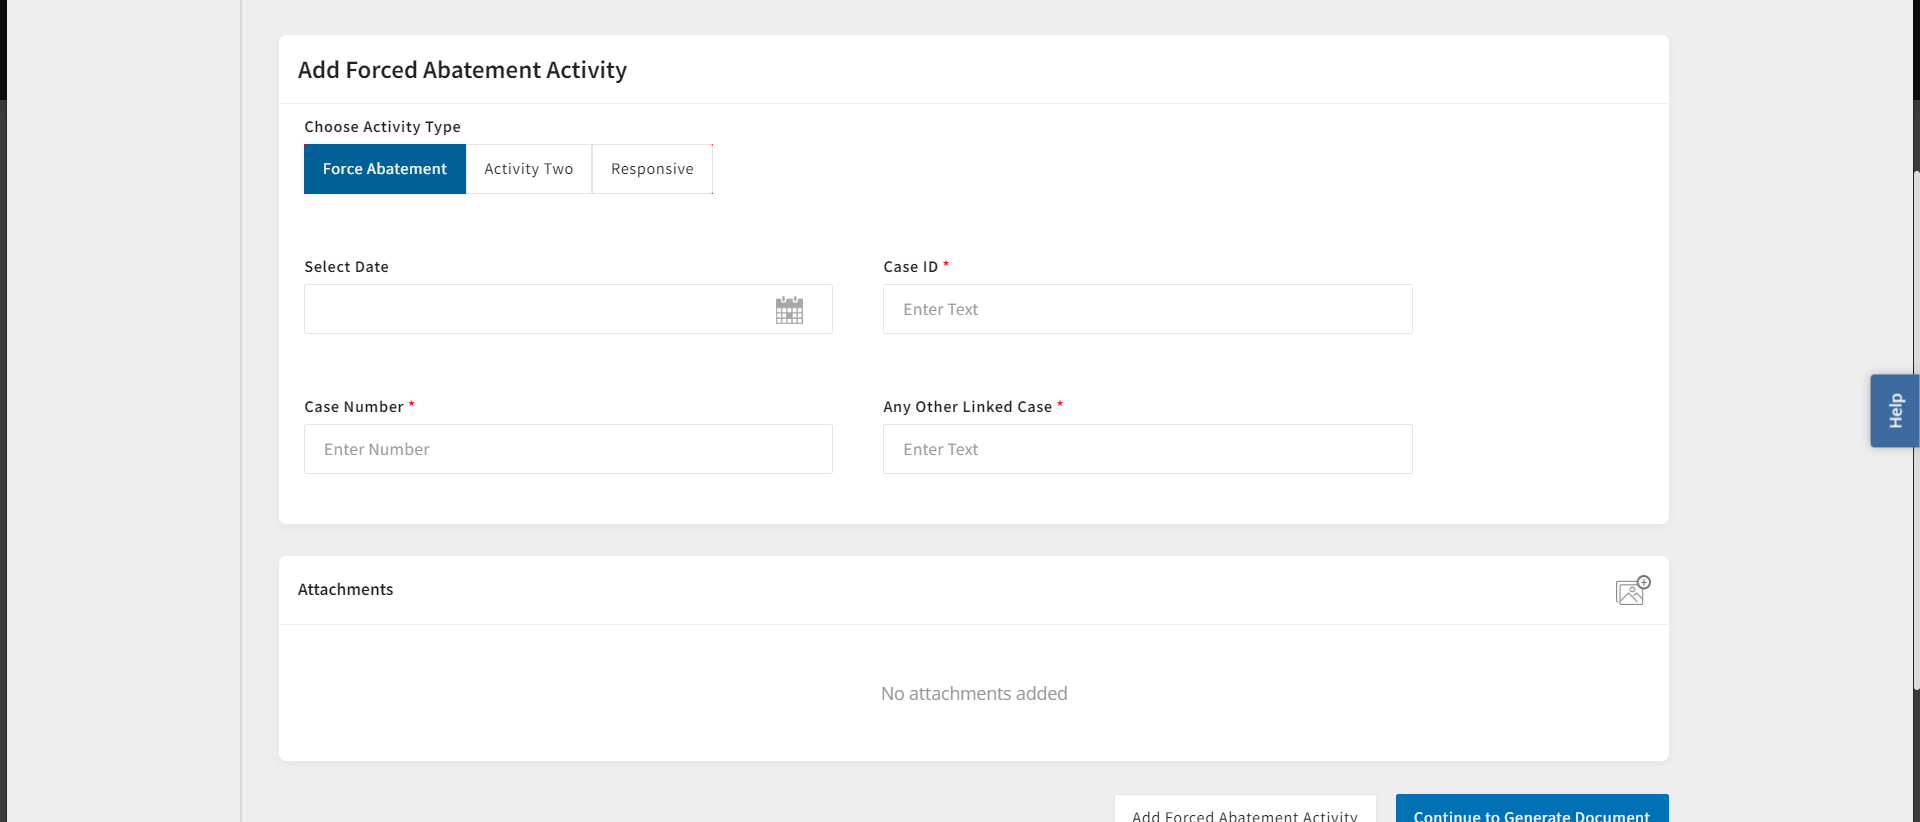 Add Forced Abatement Activity
Choose Activity Type
Force Abatement Activity Two Responsive
Select Date Case ID *
Enter Text
Case Number * Any Other Linked Case *
Enter Number Enter Text
Help
Attachments
No attachments added
Add Forced Abatement Activity Continue to Generate Document